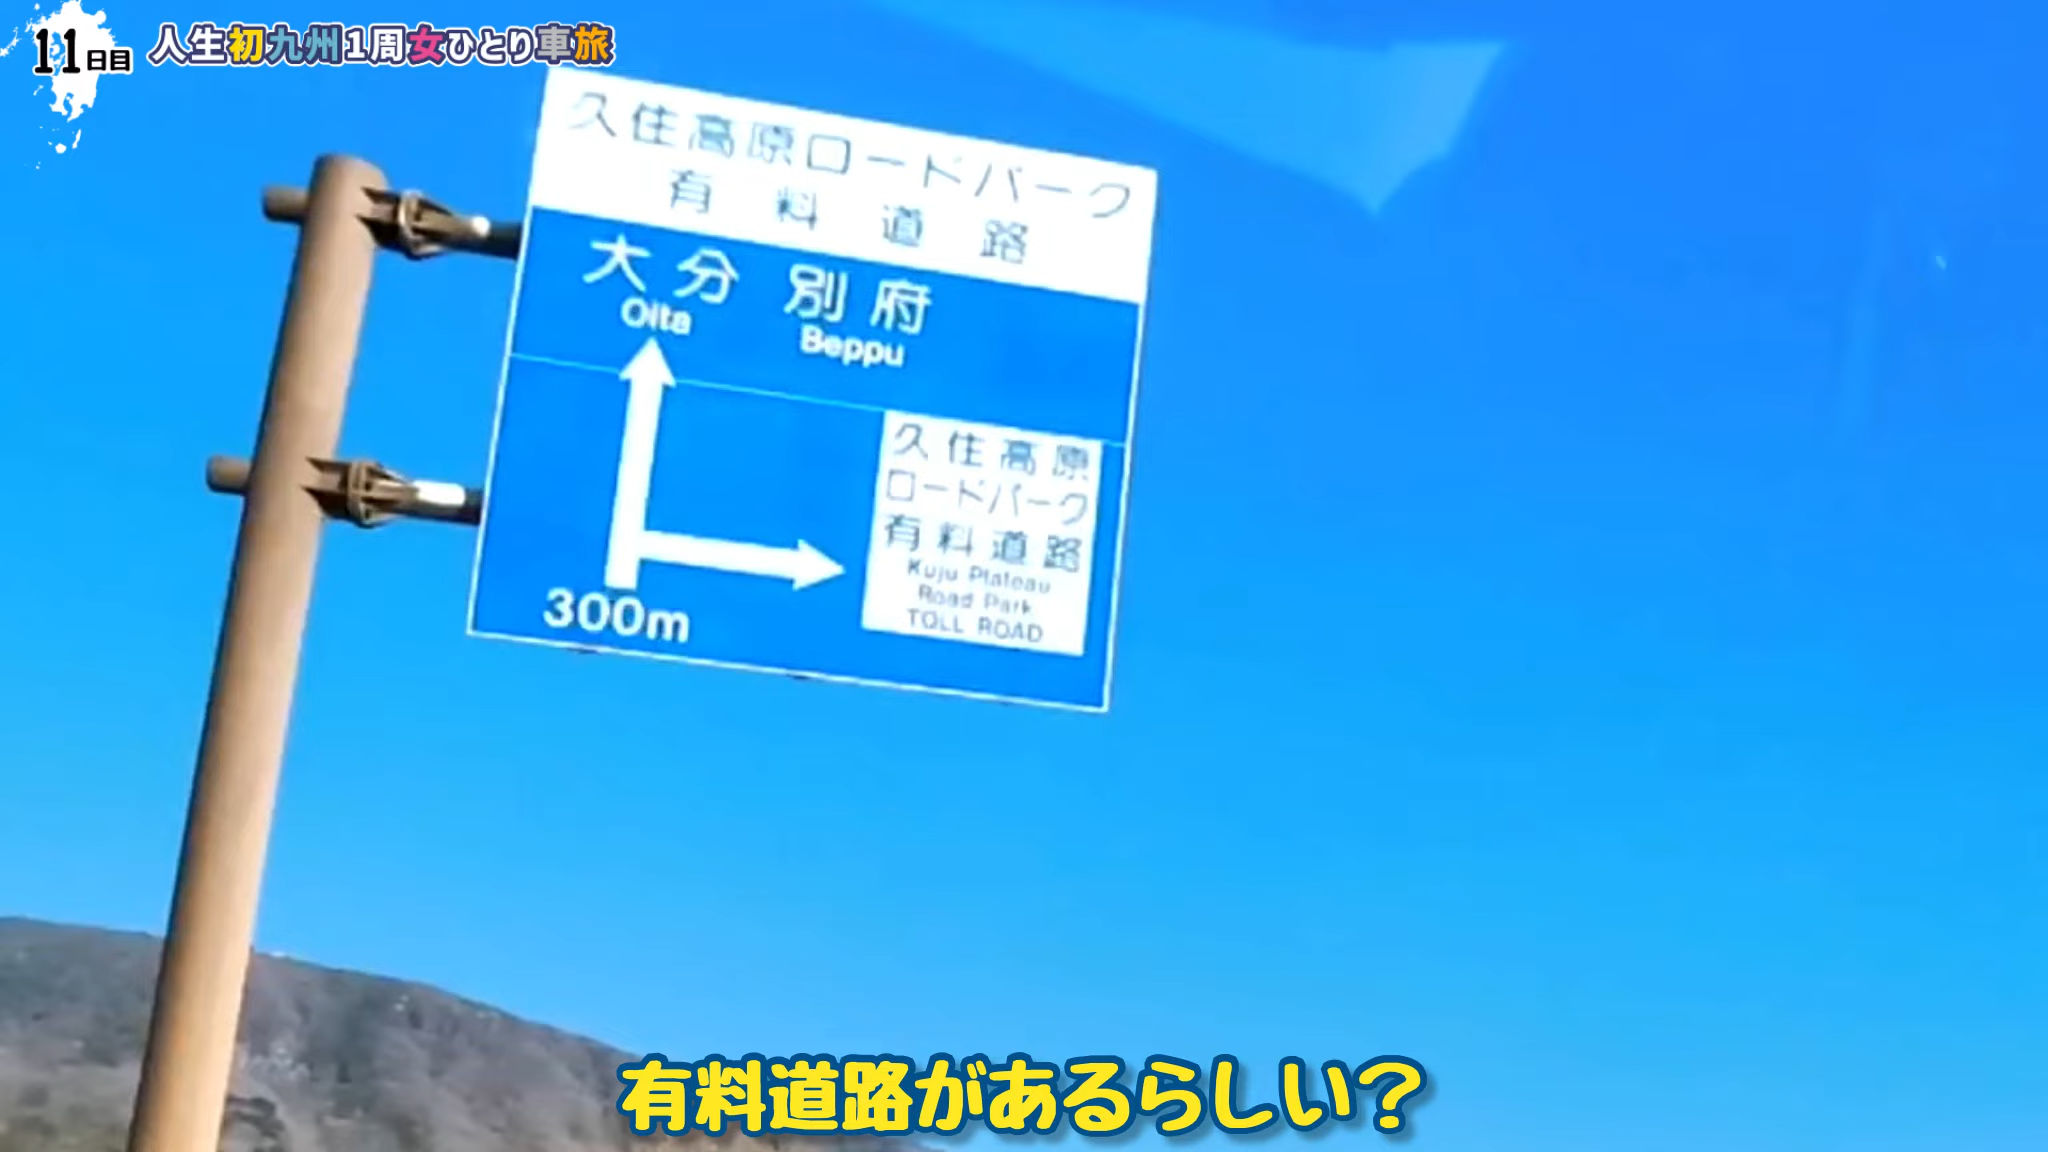 11日目
人生初九州1周女ひとり車旅
久住高原ロードパーク
有料道路
大分 別府
Oita Beppu
久住高原
ロードパーク
有料道路
Kuju Plateau
Road Park
TOLL ROAD
300m
有料道路があるらしい?